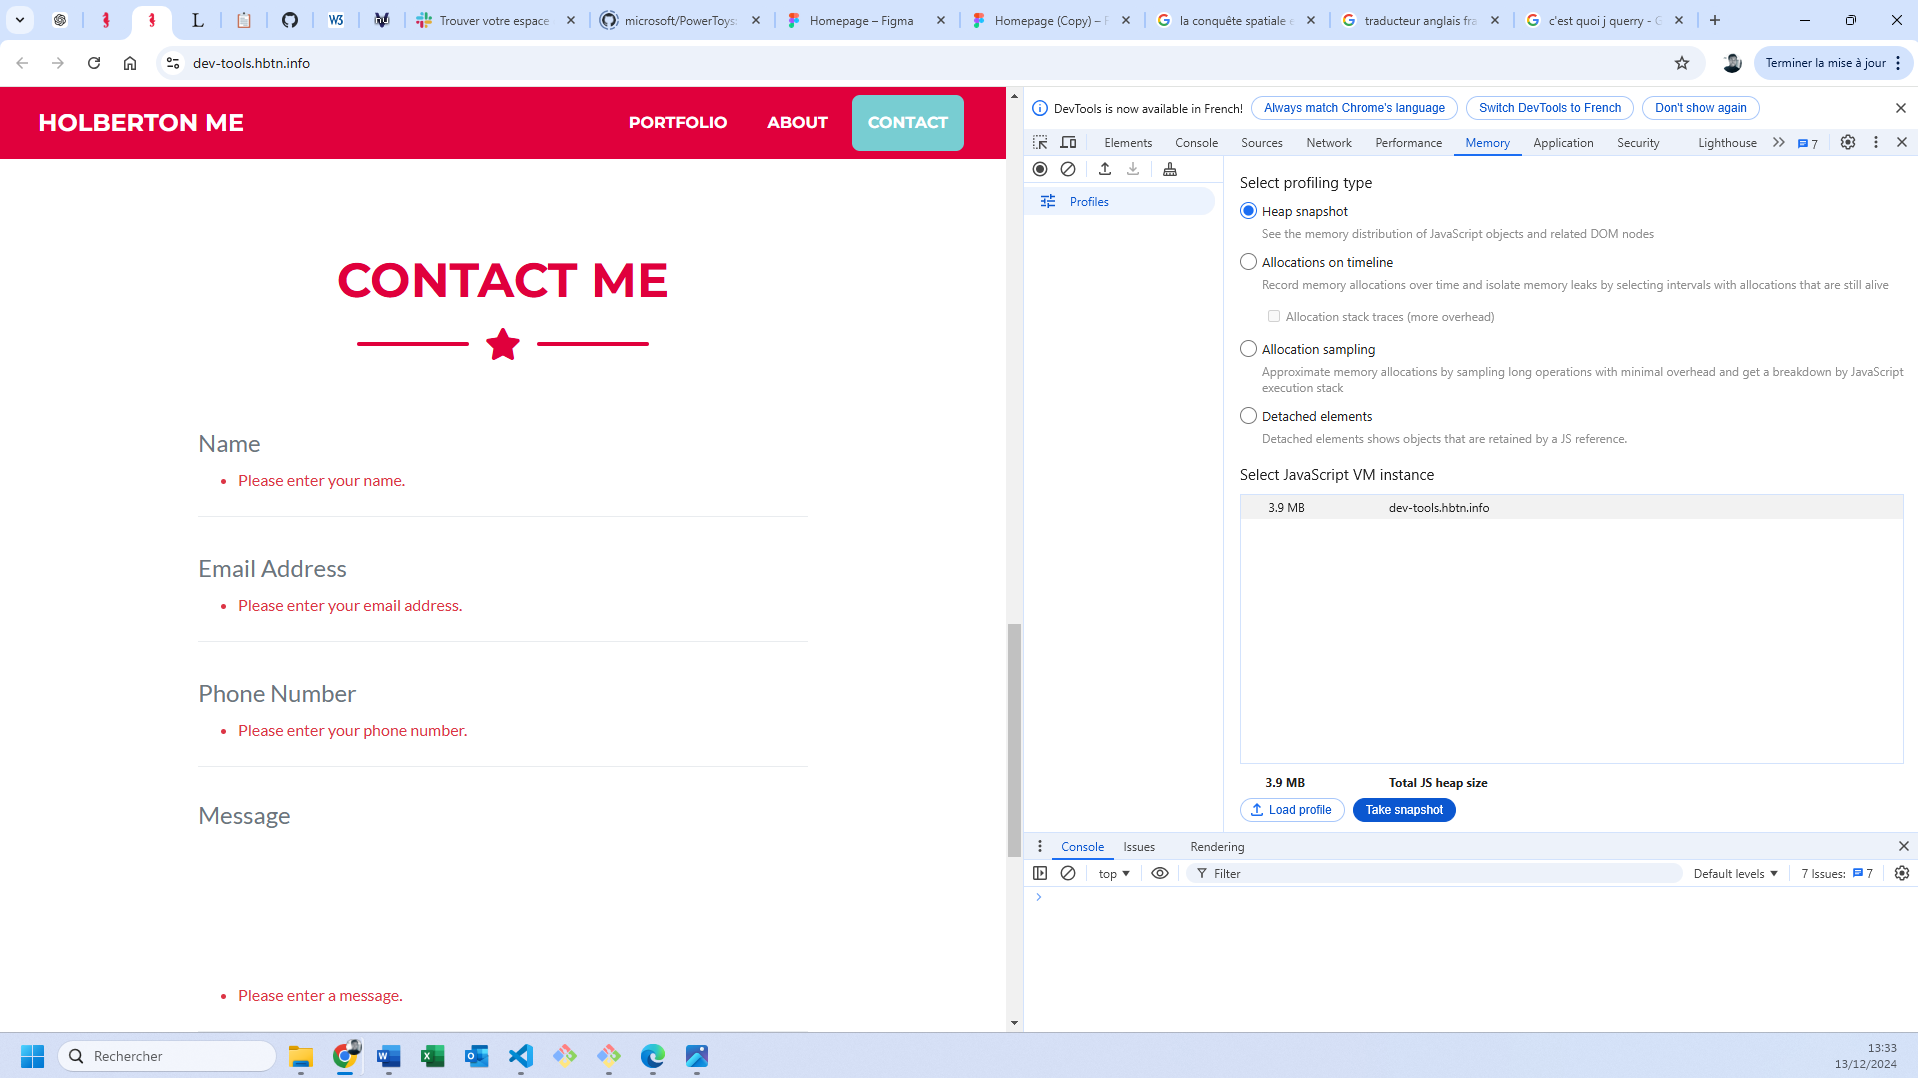 Trouver votre espace
microsoft/PowerToys:
Homepage – Figma
Homepage (Copy) – F
la conquête spatiale e
traducteur anglais fra
c'est quoi j querry - G
dev-tools.hbtn.info
Terminer la mise à jour
HOLBERTON ME
PORTFOLIO
ABOUT
CONTACT
CONTACT ME
Name
Please enter your name.
Email Address
Please enter your email address.
Phone Number
Please enter your phone number.
Message
Please enter a message.
DevTools is now available in French!
Always match Chrome's language
Switch DevTools to French
Don't show again
Elements
Console
Sources
Network
Performance
Memory
Application
Security
Lighthouse
7
Profiles
Select profiling type
Heap snapshot
See the memory distribution of JavaScript objects and related DOM nodes
Allocations on timeline
Record memory allocations over time and isolate memory leaks by selecting intervals with allocations that are still alive
Allocation stack traces (more overhead)
Allocation sampling
Approximate memory allocations by sampling long operations with minimal overhead and get a breakdown by JavaScript
execution stack
Detached elements
Detached elements shows objects that are retained by a JS reference.
Select JavaScript VM instance
3.9 MB dev-tools.hbtn.info
3.9 MB Total JS heap size
Load profile
Take snapshot
Console
Issues
Rendering
top
Filter
Default levels
7 Issues: 7
Rechercher
13:33
13/12/2024